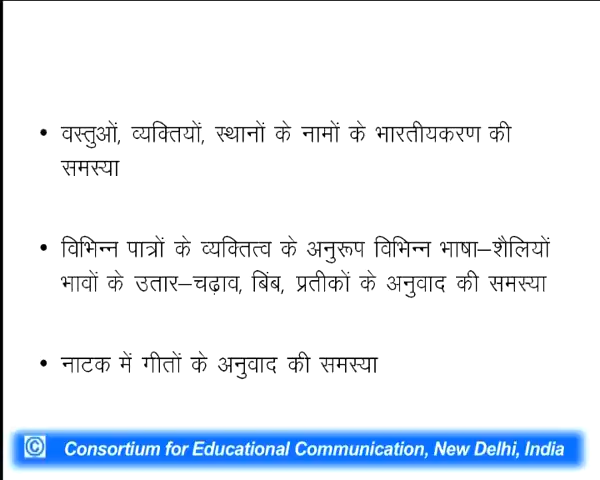 • वस्तुओं, व्यक्तियों, स्थानों के नामों के भारतीयकरण की
समस्या
• विभिन्न पात्रों के व्यक्तित्व के अनुरूप विभिन्न भाषा–शैलियों
भावों के उतार–चढ़ाव, बिंब, प्रतीकों के अनुवाद की समस्या
• नाटक में गीतों के अनुवाद की समस्या
© Consortium for Educational Communication, New Delhi, India